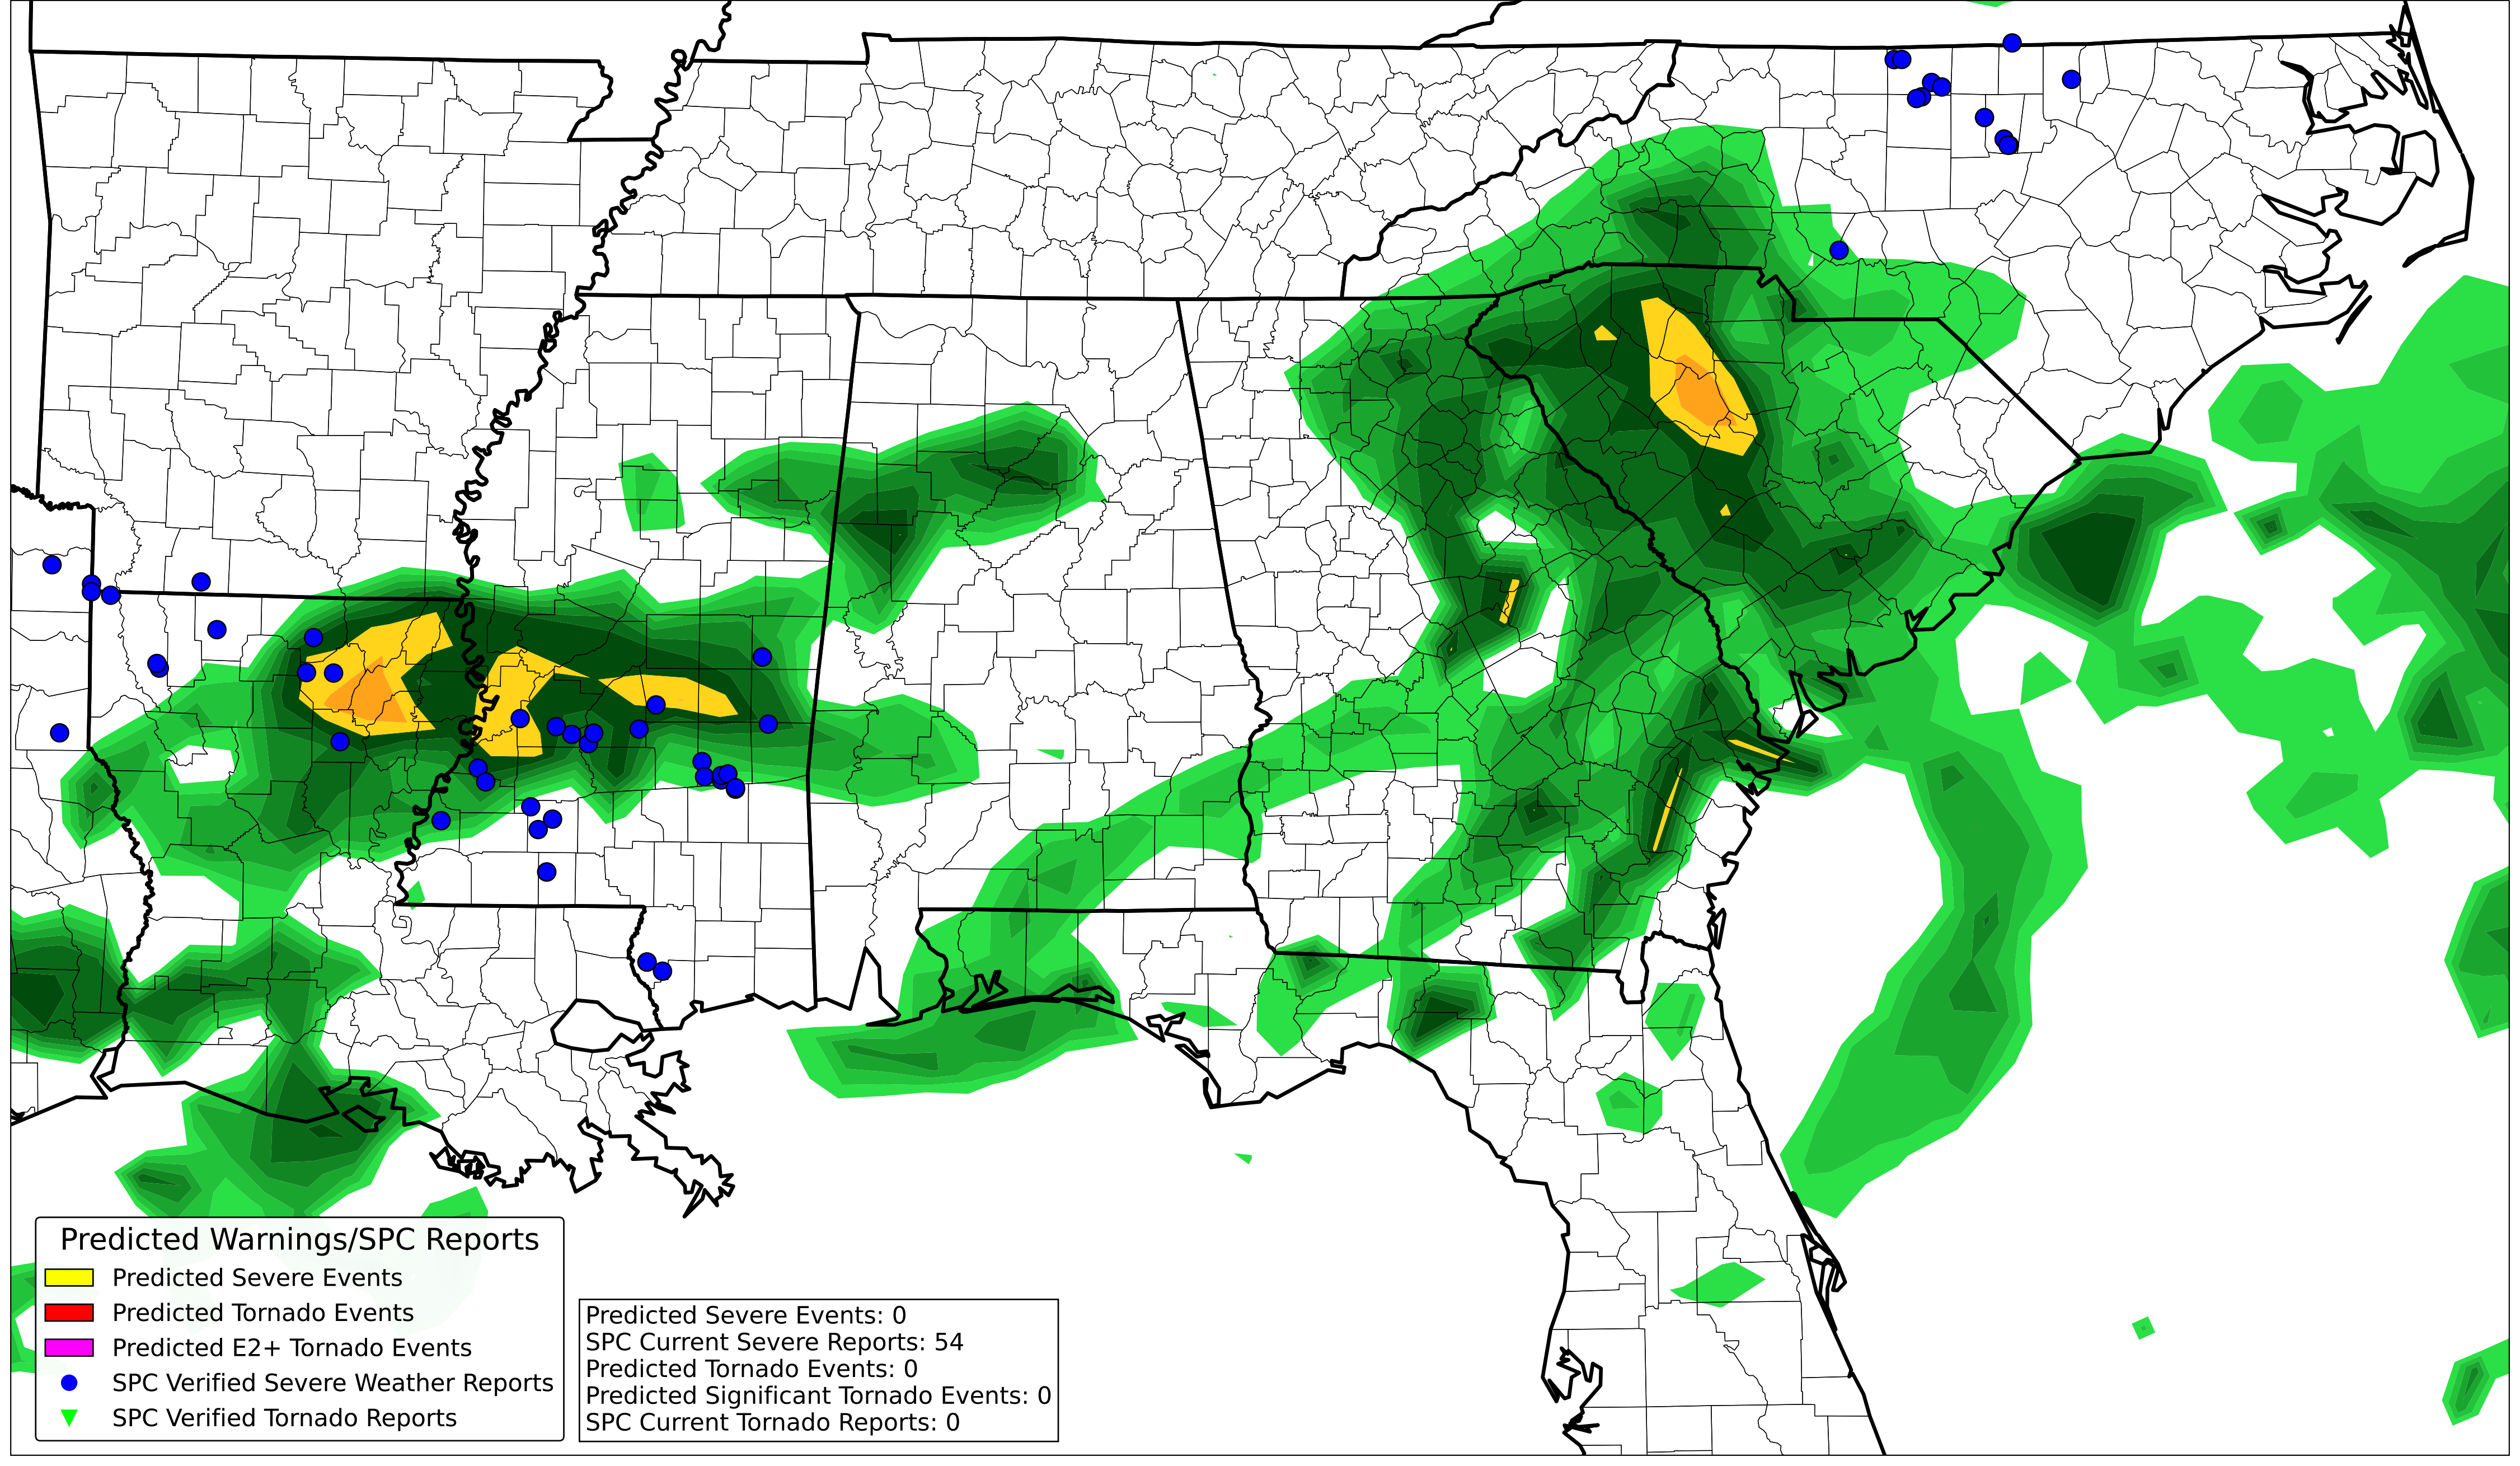 Predicted Warnings/SPC Reports
Predicted Severe Events
Predicted Tornado Events
Predicted E2+ Tornado Events
SPC Verified Severe Weather Reports
SPC Verified Tornado Reports
Predicted Severe Events: 0
SPC Current Severe Reports: 54
Predicted Tornado Events: 0
Predicted Significant Tornado Events: 0
SPC Current Tornado Reports: 0